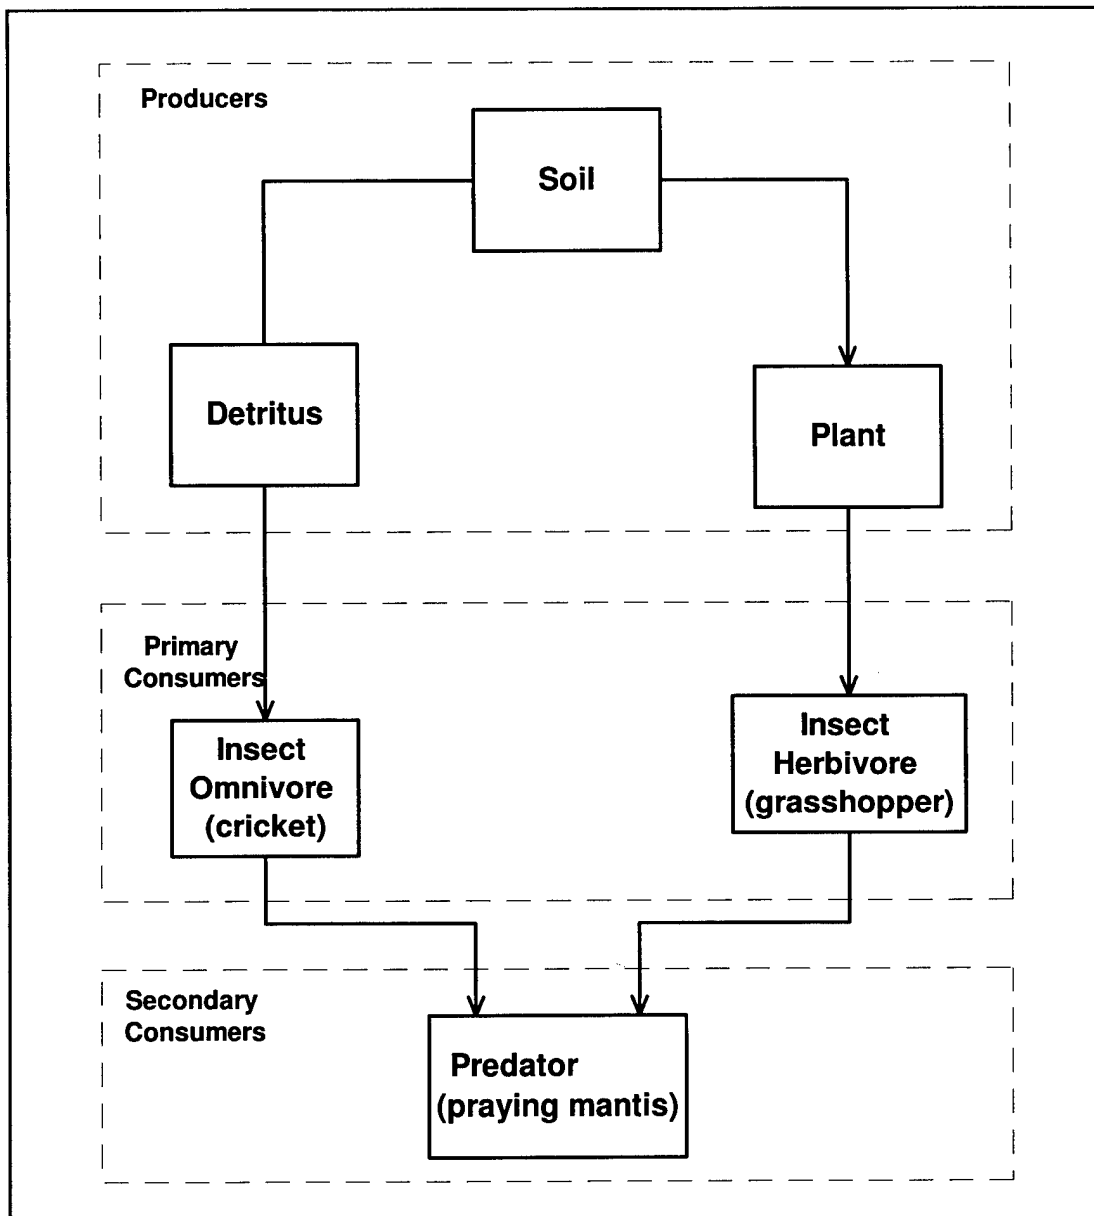 Producers
Soil
Detritus
Plant
Primary
Consumers
Insect
Omnivore
(cricket)
Insect
Herbivore
(grasshopper)
Secondary
Consumers
Predator
(praying mantis)